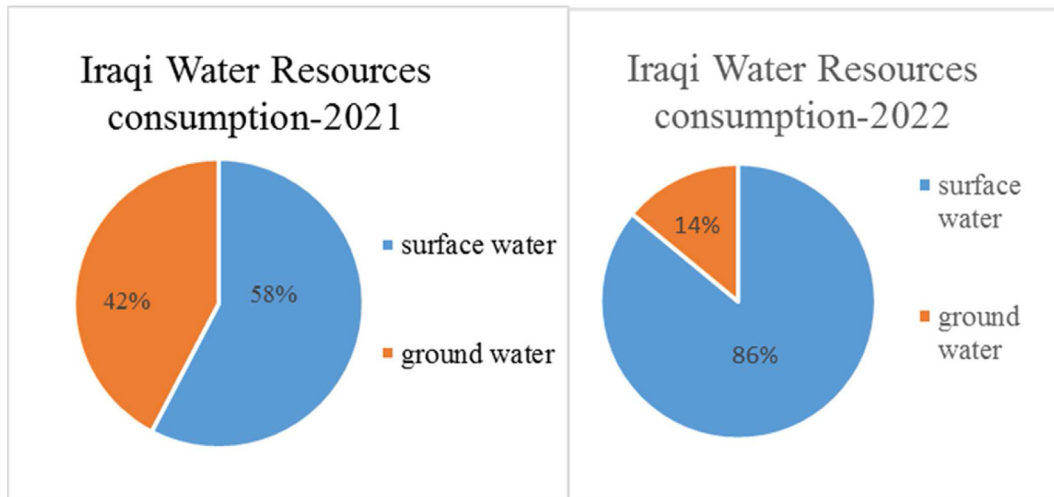 Iraqi Water Resources
consumption-2021
42%
58%
surface water
ground water
Iraqi Water Resources
consumption-2022
14%
86%
surface
water
ground
water